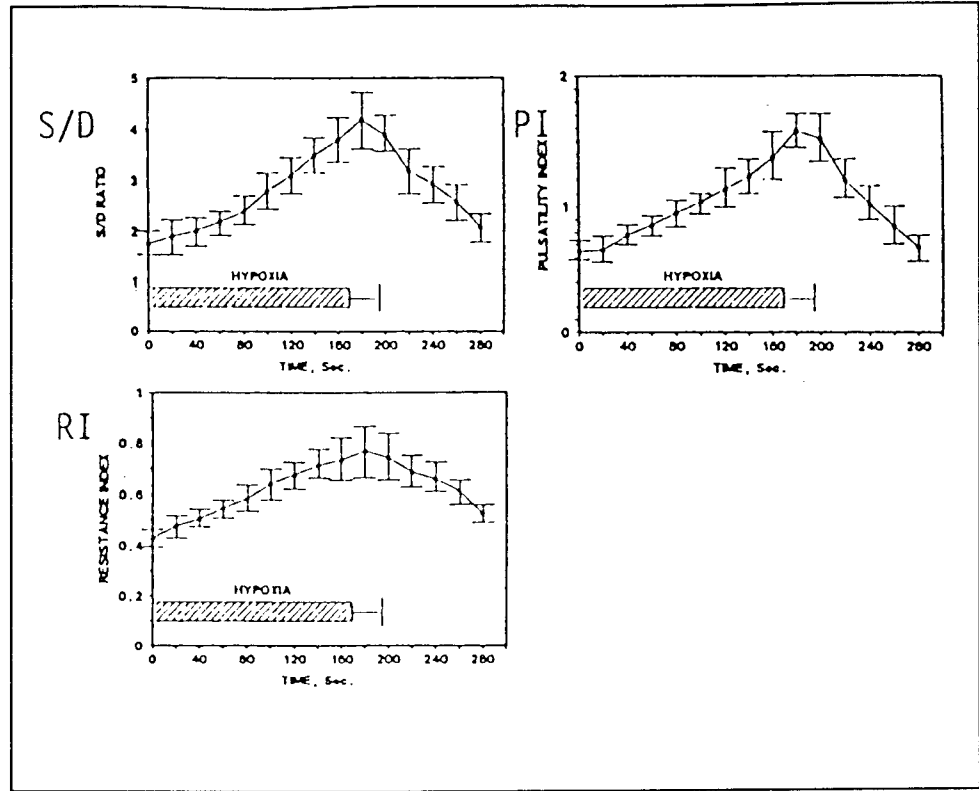 S/D
S/D RATIO
5
4
3
2
1
0
HYPOXIA
0 40 80 120 160 200 240 280
TIME, Sec.
PI
PULSATILITY INDEX
2
1
0
HYPOXIA
0 40 80 120 160 200 240 280
TIME, Sec.
RI
RESISTANCE INDEX
1
0.8
0.6
0.4
0.2
0
HYPOXIA
0 40 80 120 160 200 240 280
TIME, Sec.